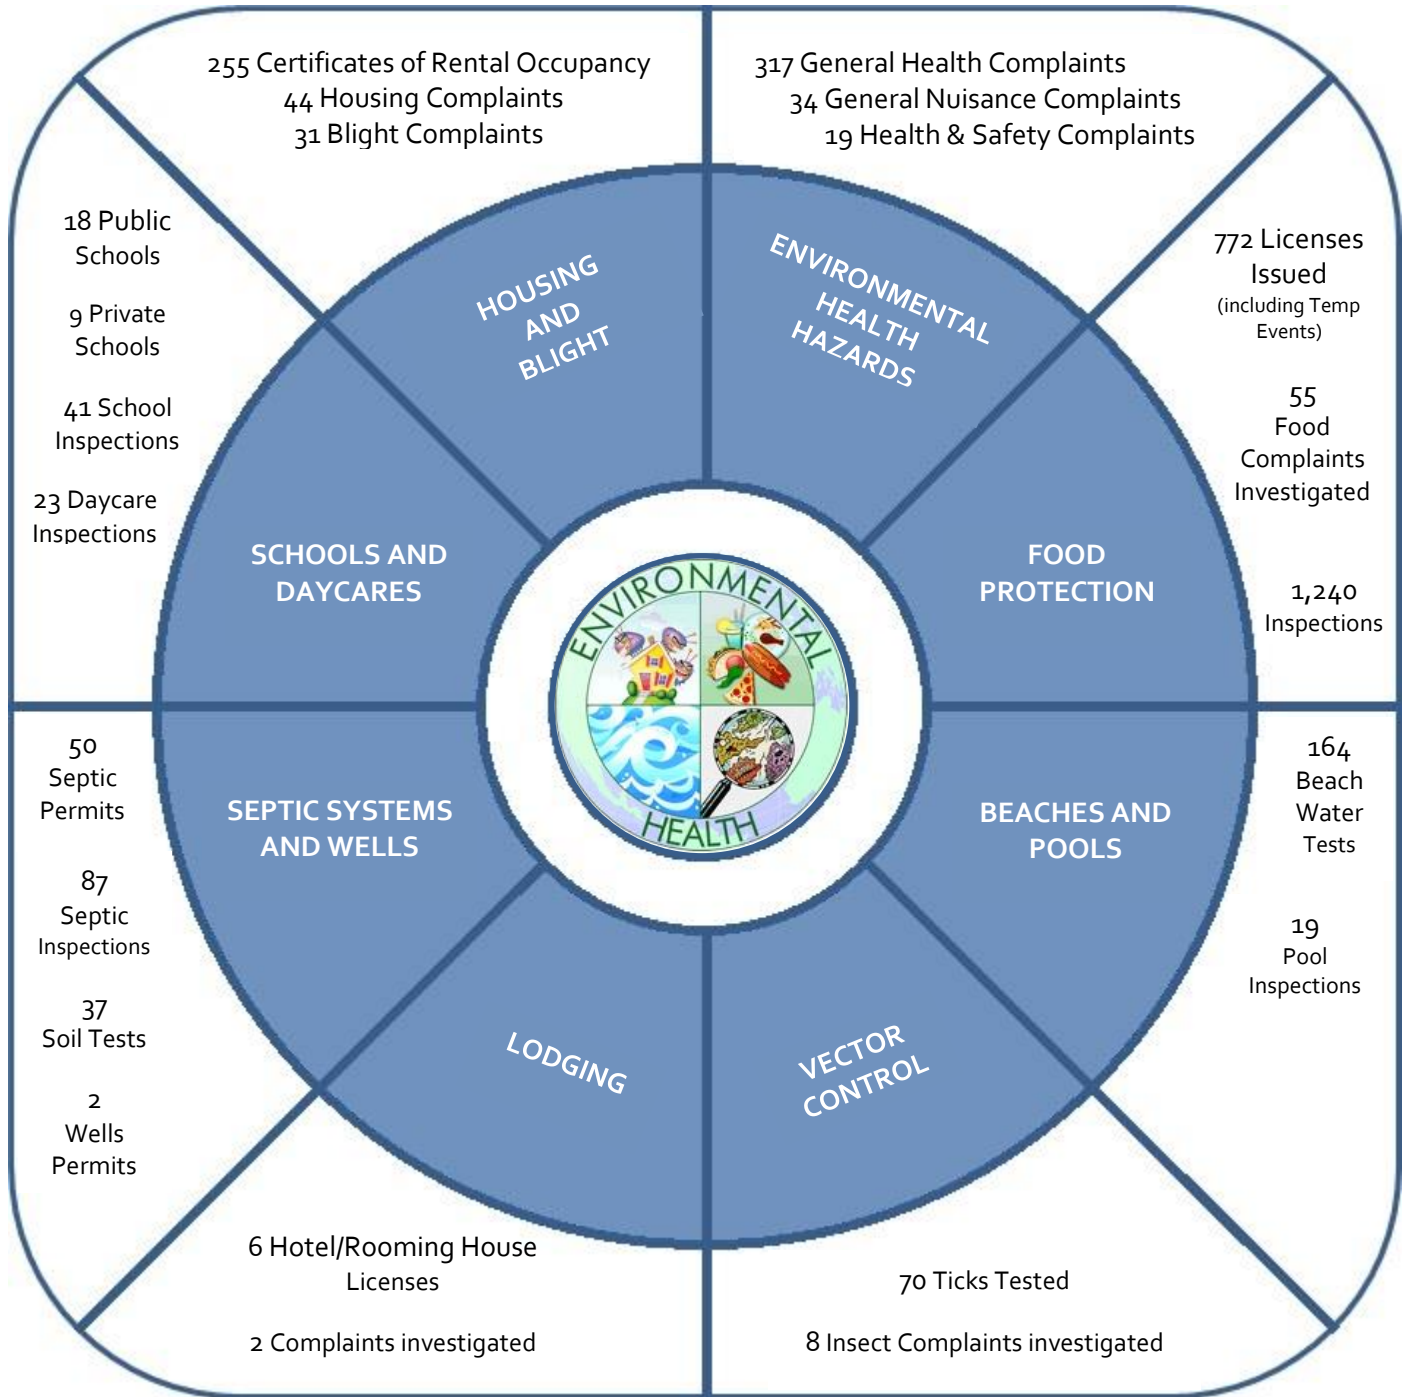 255 Certificates of Rental Occupancy
44 Housing Complaints
31 Blight Complaints
317 General Health Complaints
34 General Nuisance Complaints
19 Health & Safety Complaints
18 Public
Schools
9 Private
Schools
41 School
Inspections
23 Daycare
Inspections
772 Licenses
Issued
(including Temp
Events)
55
Food
Complaints
Investigated
1,240
Inspections
HOUSING
AND
BLIGHT
ENVIRONMENTAL
HEALTH
HAZARDS
SCHOOLS AND
DAYCARES
FOOD
PROTECTION
ENVIRONMENTAL
HEALTH
SEPTIC SYSTEMS
AND WELLS
BEACHES AND
POOLS
LODGING
VECTOR
CONTROL
50
Septic
Permits
87
Septic
Inspections
37
Soil Tests
2
Wells
Permits
164
Beach
Water
Tests
19
Pool
Inspections
6 Hotel/Rooming House
Licenses
2 Complaints investigated
70 Ticks Tested
8 Insect Complaints investigated